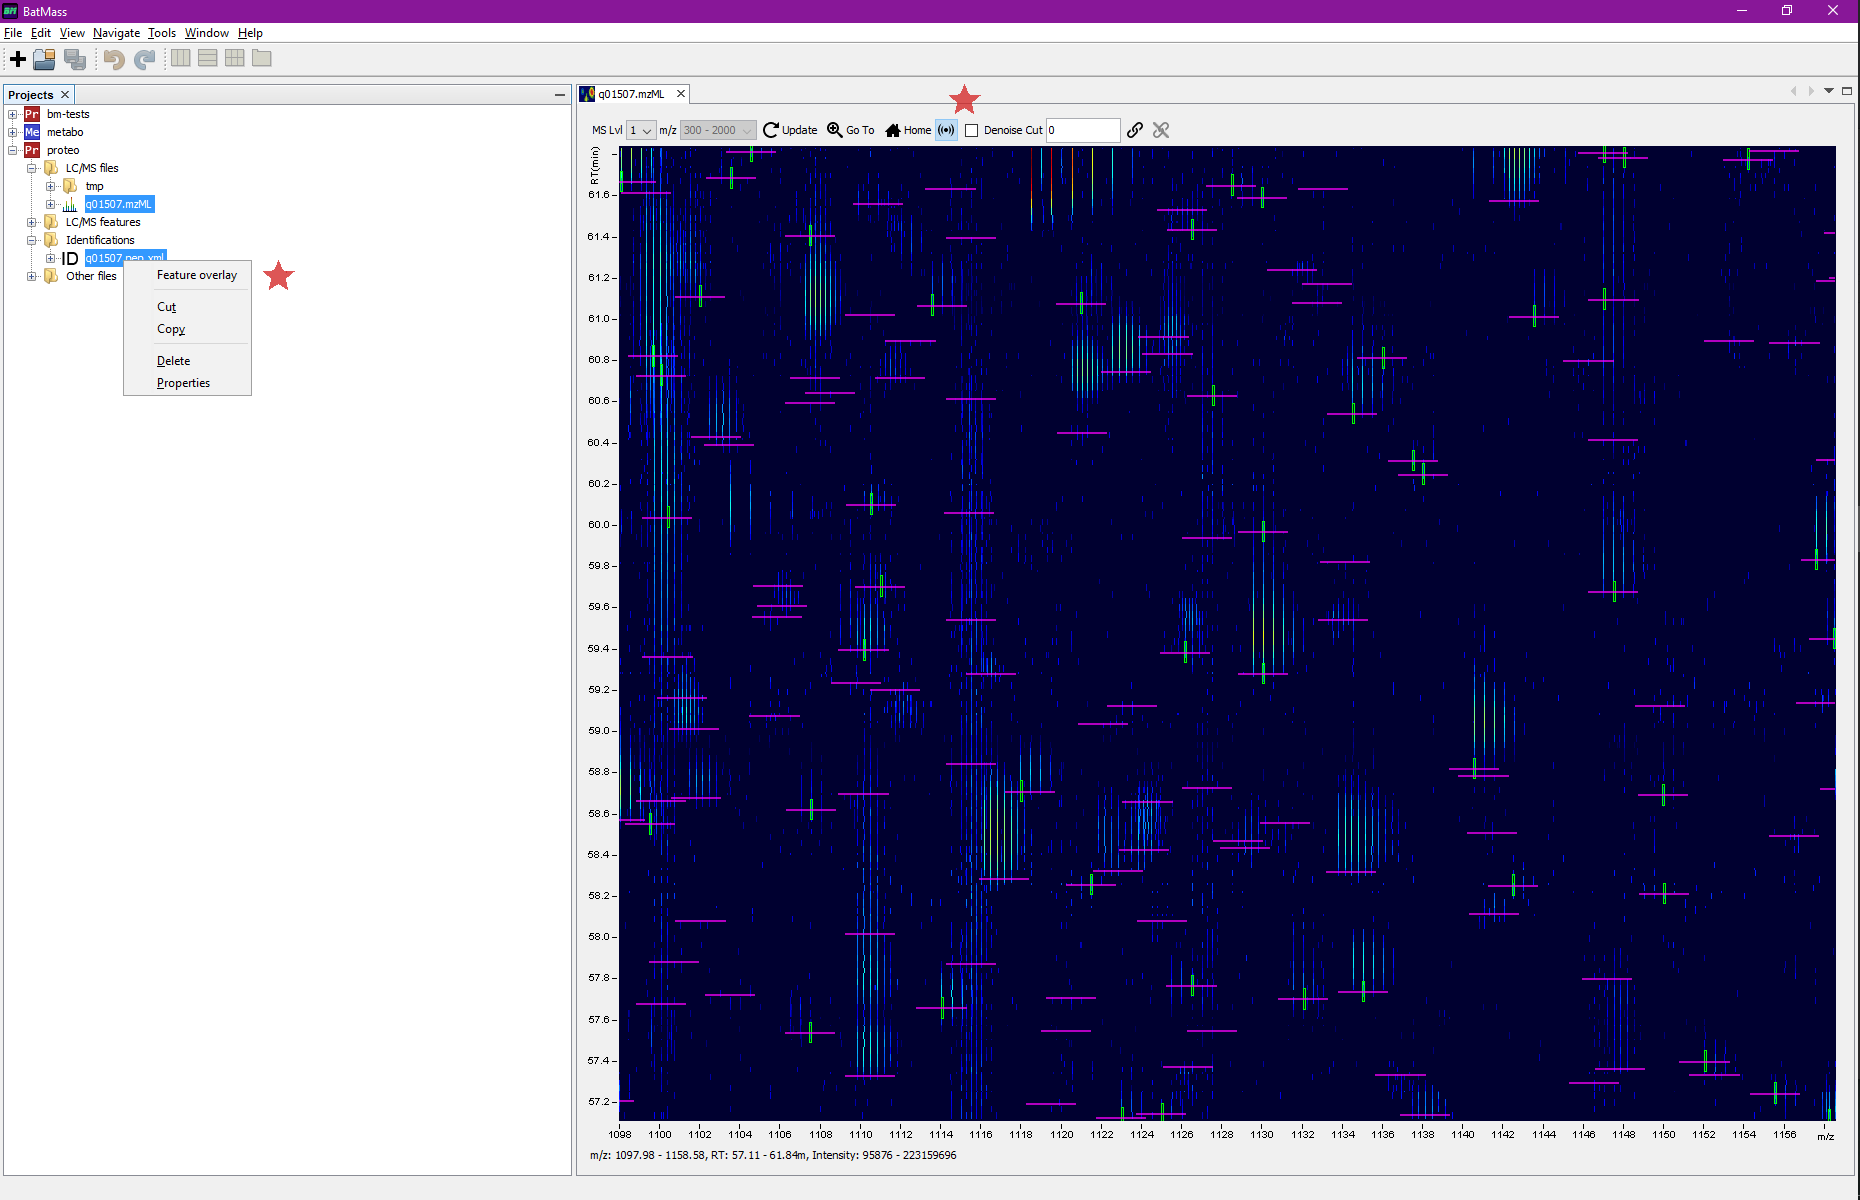 BM BatMass
File Edit View Navigate Tools Window Help
Projects
Pr bm-tests
Me metabo
Pr proteo
LC/MS files
tmp
q01507.mzML
LC/MS features
Identifications
ID q01507.pep.xml
Other files
Feature overlay
Cut
Copy
Delete
Properties
q01507.mzML
MS Lvl 1 m/z 300 - 2000 Update Go To Home Denoise Cut 0
RT(min)
61.6
61.4
61.2
61.0
60.8
60.6
60.4
60.2
60.0
59.8
59.6
59.4
59.2
59.0
58.8
58.6
58.4
58.2
58.0
57.8
57.6
57.4
57.2
1098 1100 1102 1104 1106 1108 1110 1112 1114 1116 1118 1120 1122 1124 1126 1128 1130 1132 1134 1136 1138 1140 1142 1144 1146 1148 1150 1152 1154 1156 m/z
m/z: 1097.98 - 1158.58, RT: 57.11 - 61.84m, Intensity: 95876 - 223159696